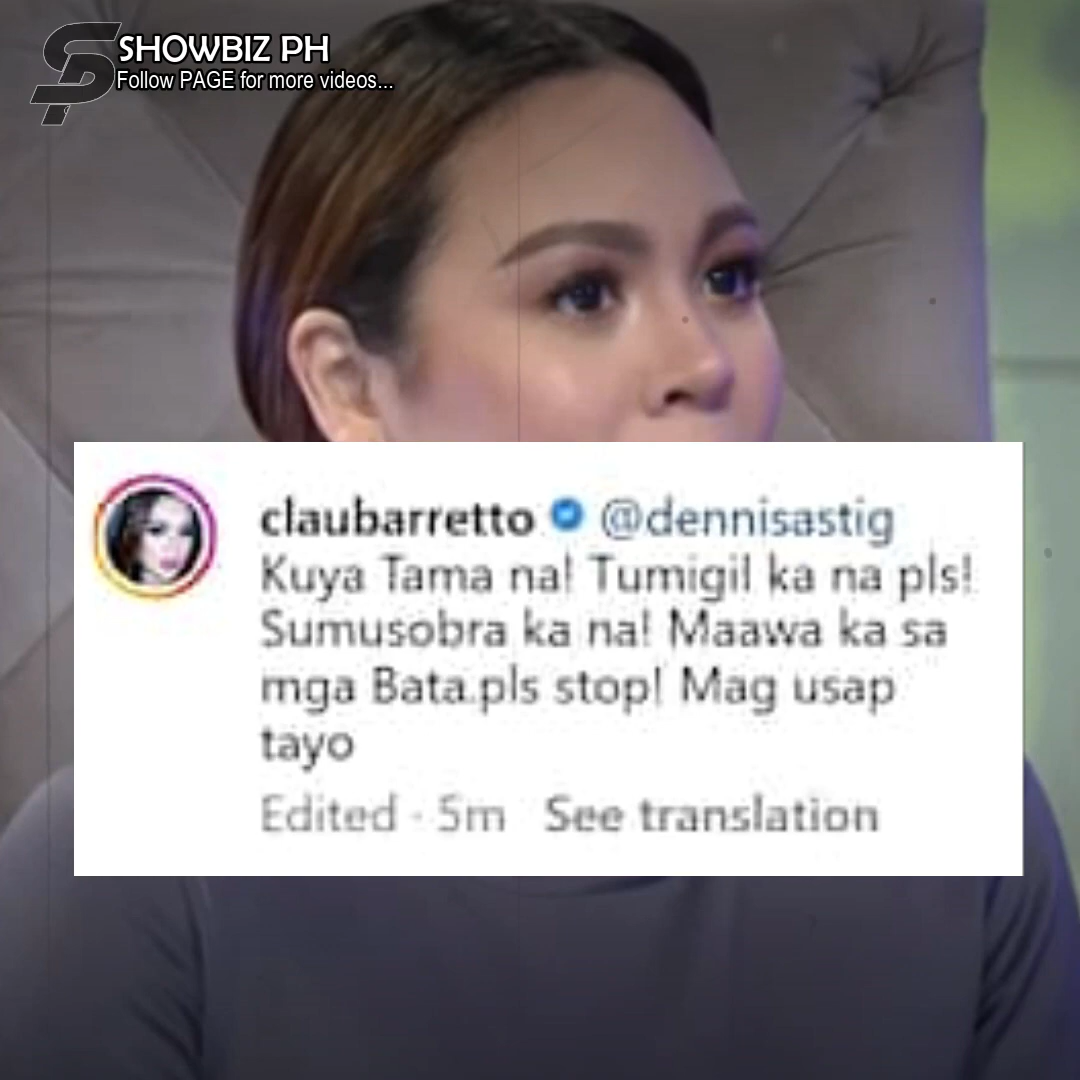 SHOWBIZ PH
Follow PAGE for more videos...
claubarretto @dennisastig
Kuya Tama na! Tumigil ka na pls!
Sumusobra ka na! Maawa ka sa
mga Bata.pls stop! Mag usap
tayo
Edited · 5m See translation